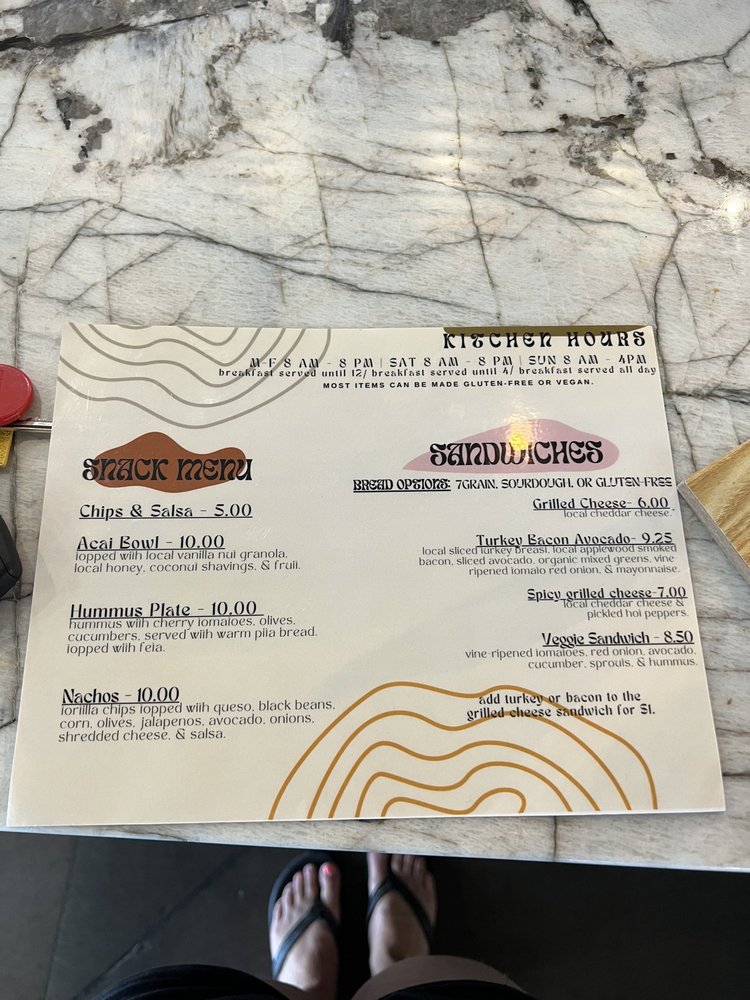 KITCHEN HOURS
M-F 8 AM - 8 PM | SAT 8 AM - 8 PM | SUN 8 AM - 4PM
breakfast served until 12/ breakfast served until 4/ breakfast served all day
MOST ITEMS CAN BE MADE GLUTEN-FREE OR VEGAN.
SNACK MENU
Chips & Salsa - 5.00
Acai Bowl - 10.00
topped with local vanilla nut granola,
local honey, coconut shavings, & fruit.
Hummus Plate - 10.00
hummus with cherry tomatoes, olives,
cucumbers, served with warm pita bread.
topped with feta.
Nachos - 10.00
tortilla chips topped with queso, black beans,
corn, olives, jalapenos, avocado, onions,
shredded cheese, & salsa.
SANDWICHES
BREAD OPTIONS: 7GRAIN, SOURDOUGH, OR GLUTEN-FREE
Grilled Cheese- 6.00
local cheddar cheese.
Turkey Bacon Avocado- 9.25
local sliced turkey breast, local applewood smoked
bacon, sliced avocado, organic mixed greens, vine-
ripened tomato red onion, & mayonnaise.
Spicy grilled cheese-7.00
local cheddar cheese &
pickled hot peppers.
Veggie Sandwich - 8.50
vine-ripened tomatoes, red onion, avocado,
cucumber, sprouts, & hummus.
add turkey or bacon to the
grilled cheese sandwich for $1.